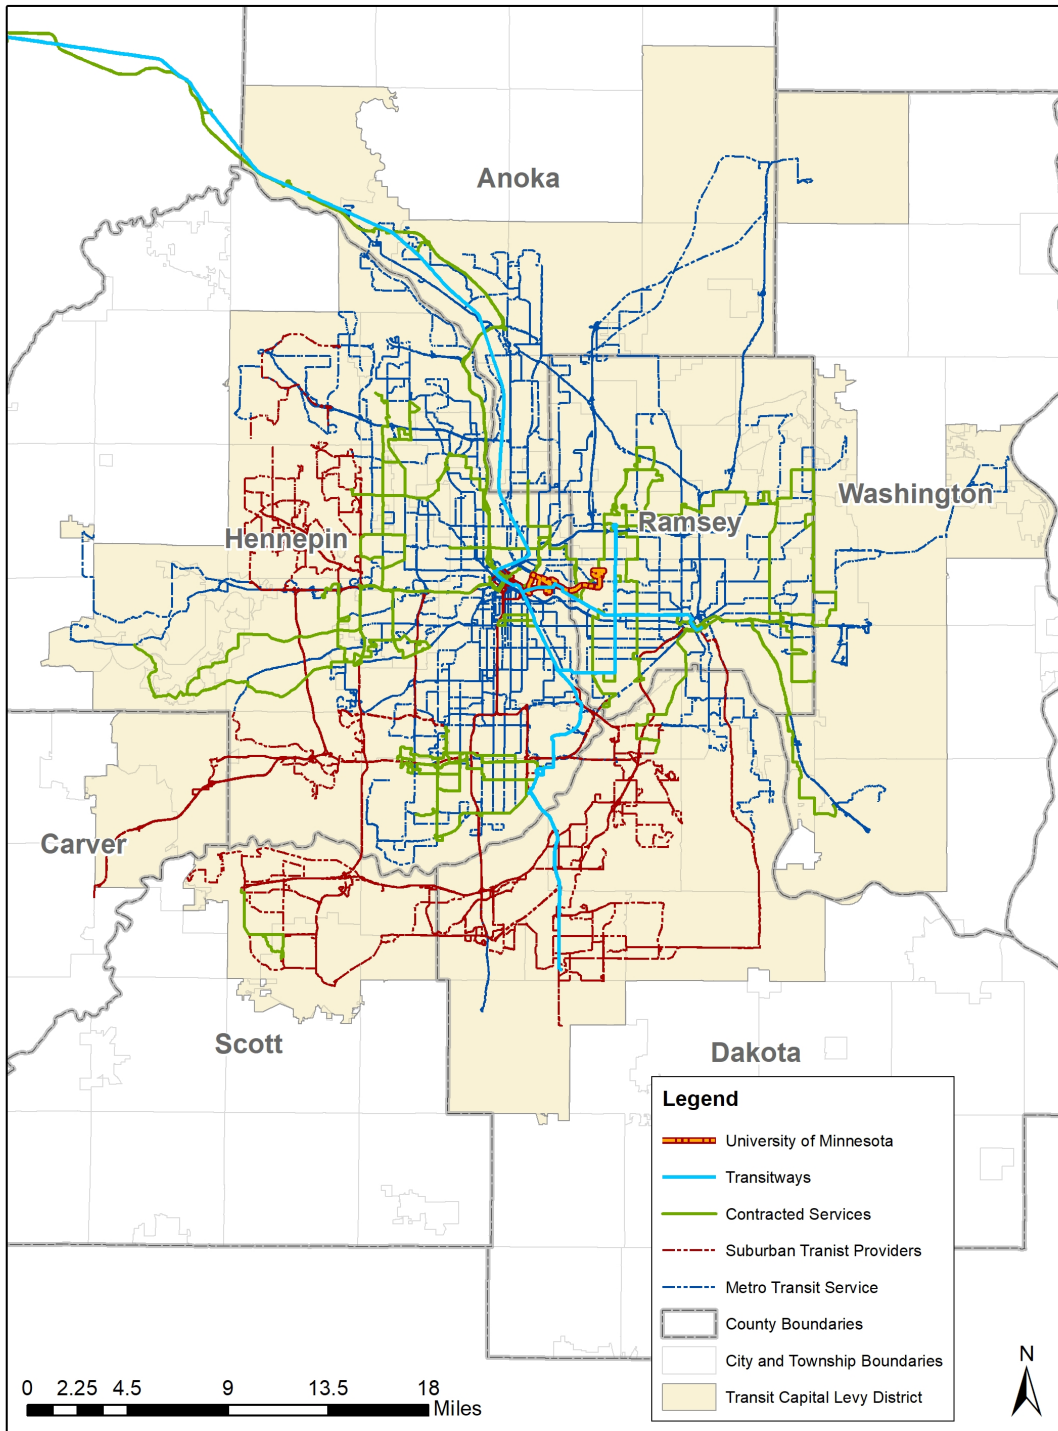 Anoka
Washington
Ramsey
Hennepin
Carver
Scott
Dakota
Legend
University of Minnesota
Transitways
Contracted Services
Suburban Tranist Providers
Metro Transit Service
County Boundaries
City and Township Boundaries
Transit Capital Levy District
N
0 2.25 4.5 9 13.5 18
Miles